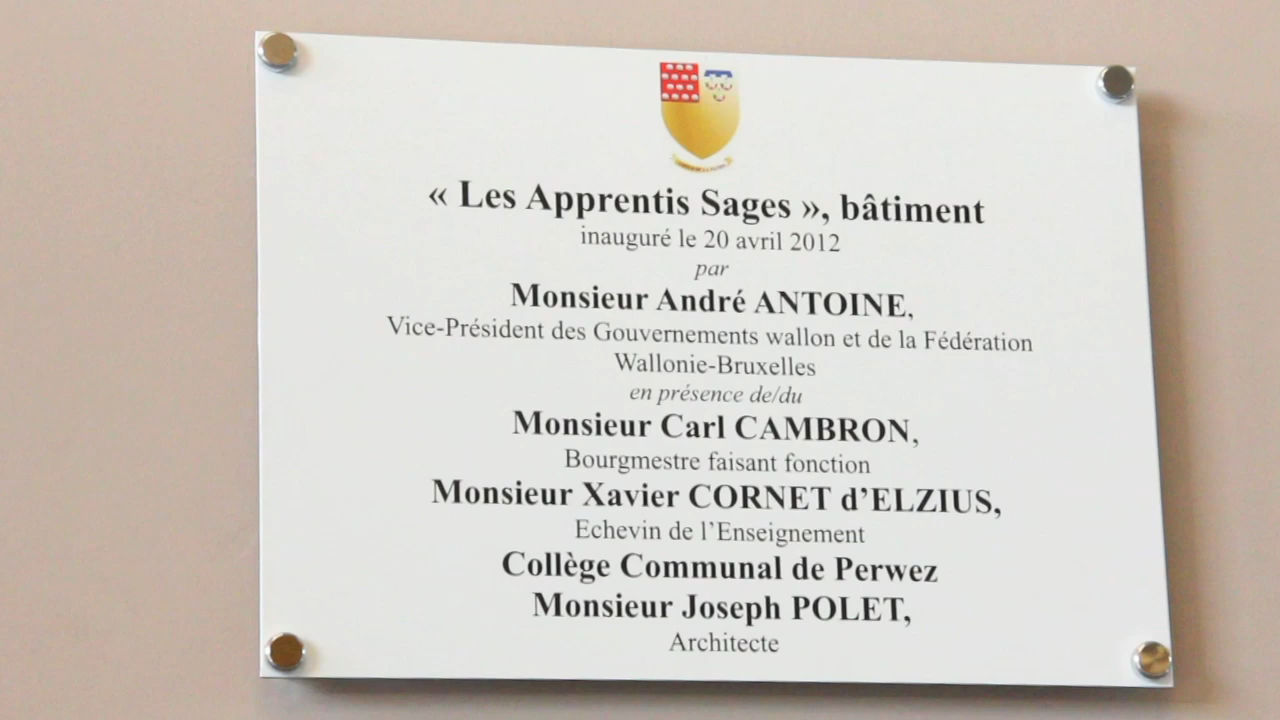 « Les Apprentis Sages », bâtiment
inauguré le 20 avril 2012
par
Monsieur André ANTOINE,
Vice-Président des Gouvernements wallon et de la Fédération
Wallonie-Bruxelles
en présence de/du
Monsieur Carl CAMBRON,
Bourgmestre faisant fonction
Monsieur Xavier CORNET d’ELZIUS,
Echevin de l’Enseignement
Collège Communal de Perwez
Monsieur Joseph POLET,
Architecte